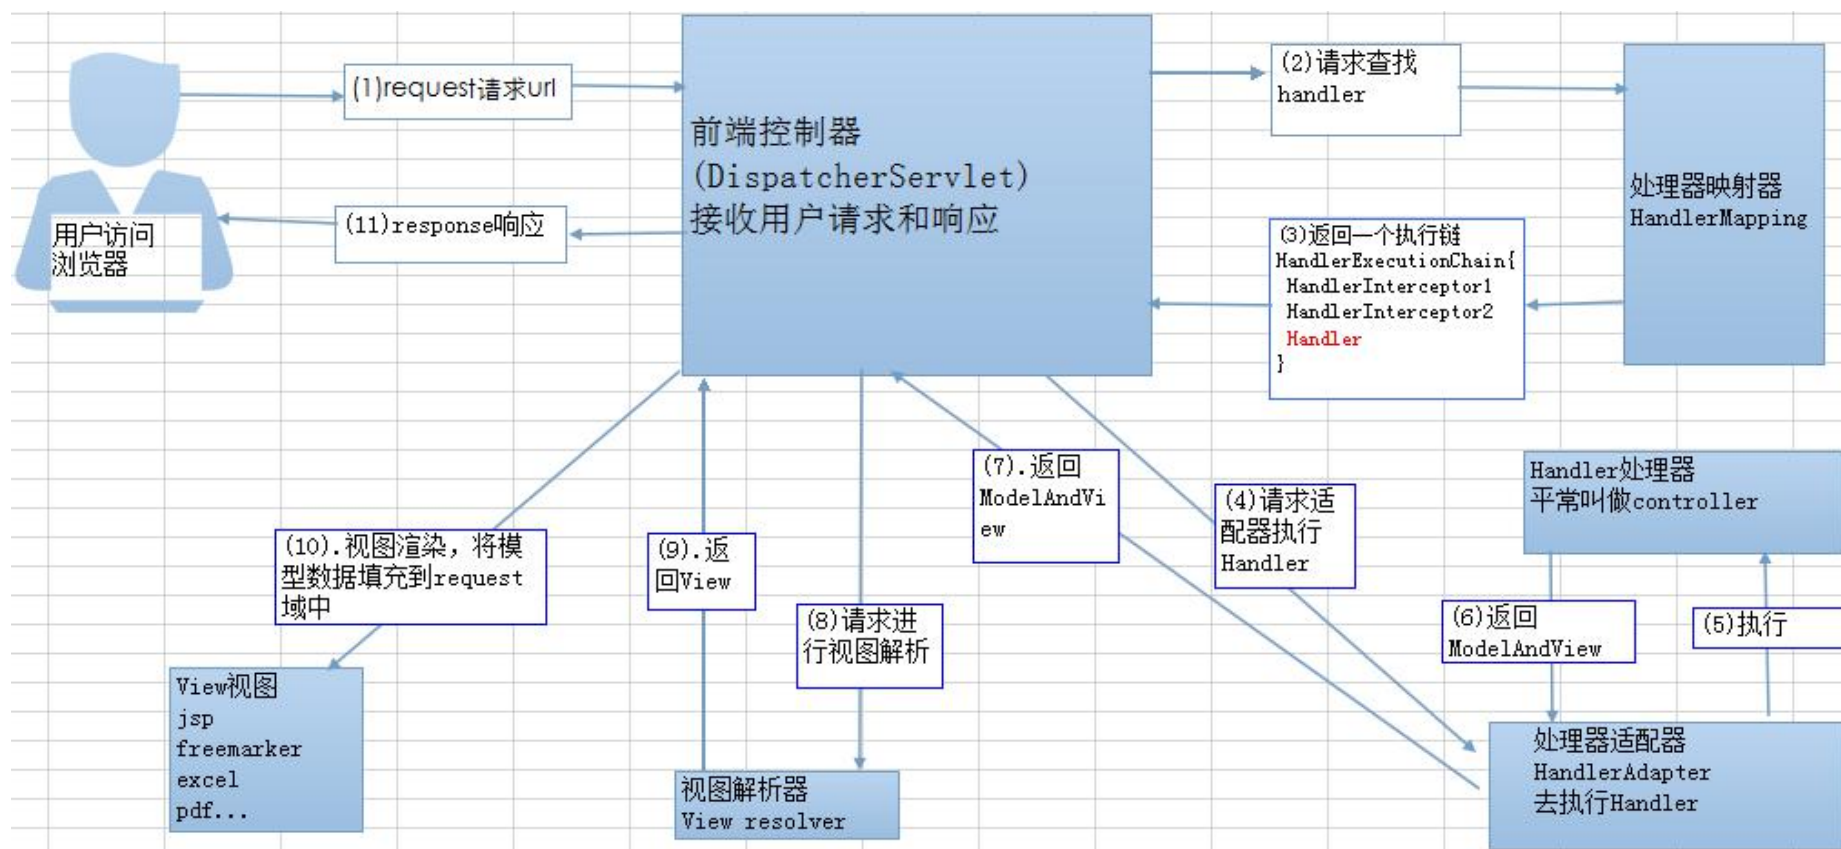 (1)request请求url
前端控制器
(DispatcherServlet)
接收用户请求和响应
(2)请求查找
handler
处理器映射器
HandlerMapping
用户访问
浏览器
(11)response响应
(3)返回一个执行链
HandlerExecutionChain{
HandlerInterceptor1
HandlerInterceptor2
Handler
}
(7).返回
ModelAndVi
ew
(4)请求适
配器执行
Handler
Handler处理器
平常叫做controller
(10).视图渲染，将模
型数据填充到request
域中
(9).返
回View
(8)请求进
行视图解析
(6)返回
ModelAndView
(5)执行
View视图
jsp
freemarker
excel
pdf...
视图解析器
View resolver
处理器适配器
HandlerAdapter
去执行Handler